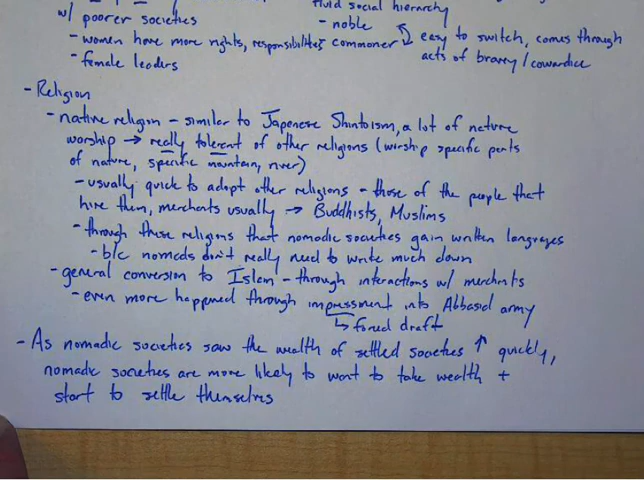 w/ poorer societies
fluid social hierarchy
- noble
- women have more rights, responsibilities
commoner
easy to switch, comes through
acts of bravery/cowardice
- female leaders
- Religion
- native religion - similar to Japenese Shintoism, a lot of nature
worship → really tolerant of other religions (worship specific parts
of nature, specific mountain, river)
- usually quick to adopt other religions - those of the people that
hire them, merchants usually → Buddhists, Muslims
- through these religions that nomadic societies gain written languages
- b/c nomads don't really need to write much down
- general conversion to Islam - through interactions w/ merchants
- even more happened through impressment into Abbasid army
↳ forced draft
- As nomadic societies saw the wealth of settled societies ↑ quickly,
nomadic societies are more likely to want to take wealth +
start to settle themselves